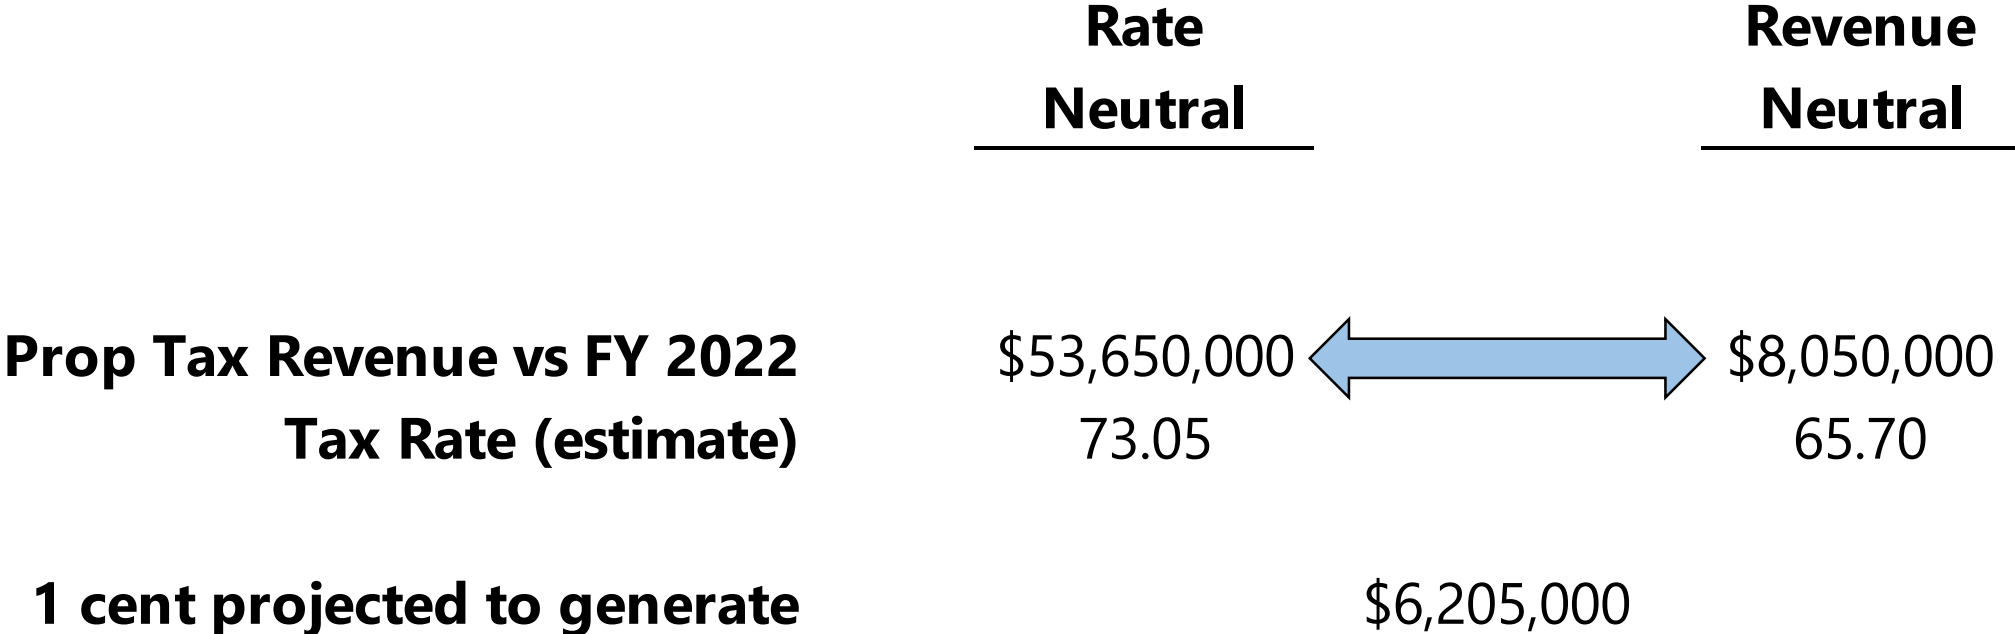 Rate Revenue
Neutral Neutral
Prop Tax Revenue vs FY 2022 $53,650,000 $8,050,000
Tax Rate (estimate) 73.05 65.70
1 cent projected to generate $6,205,000